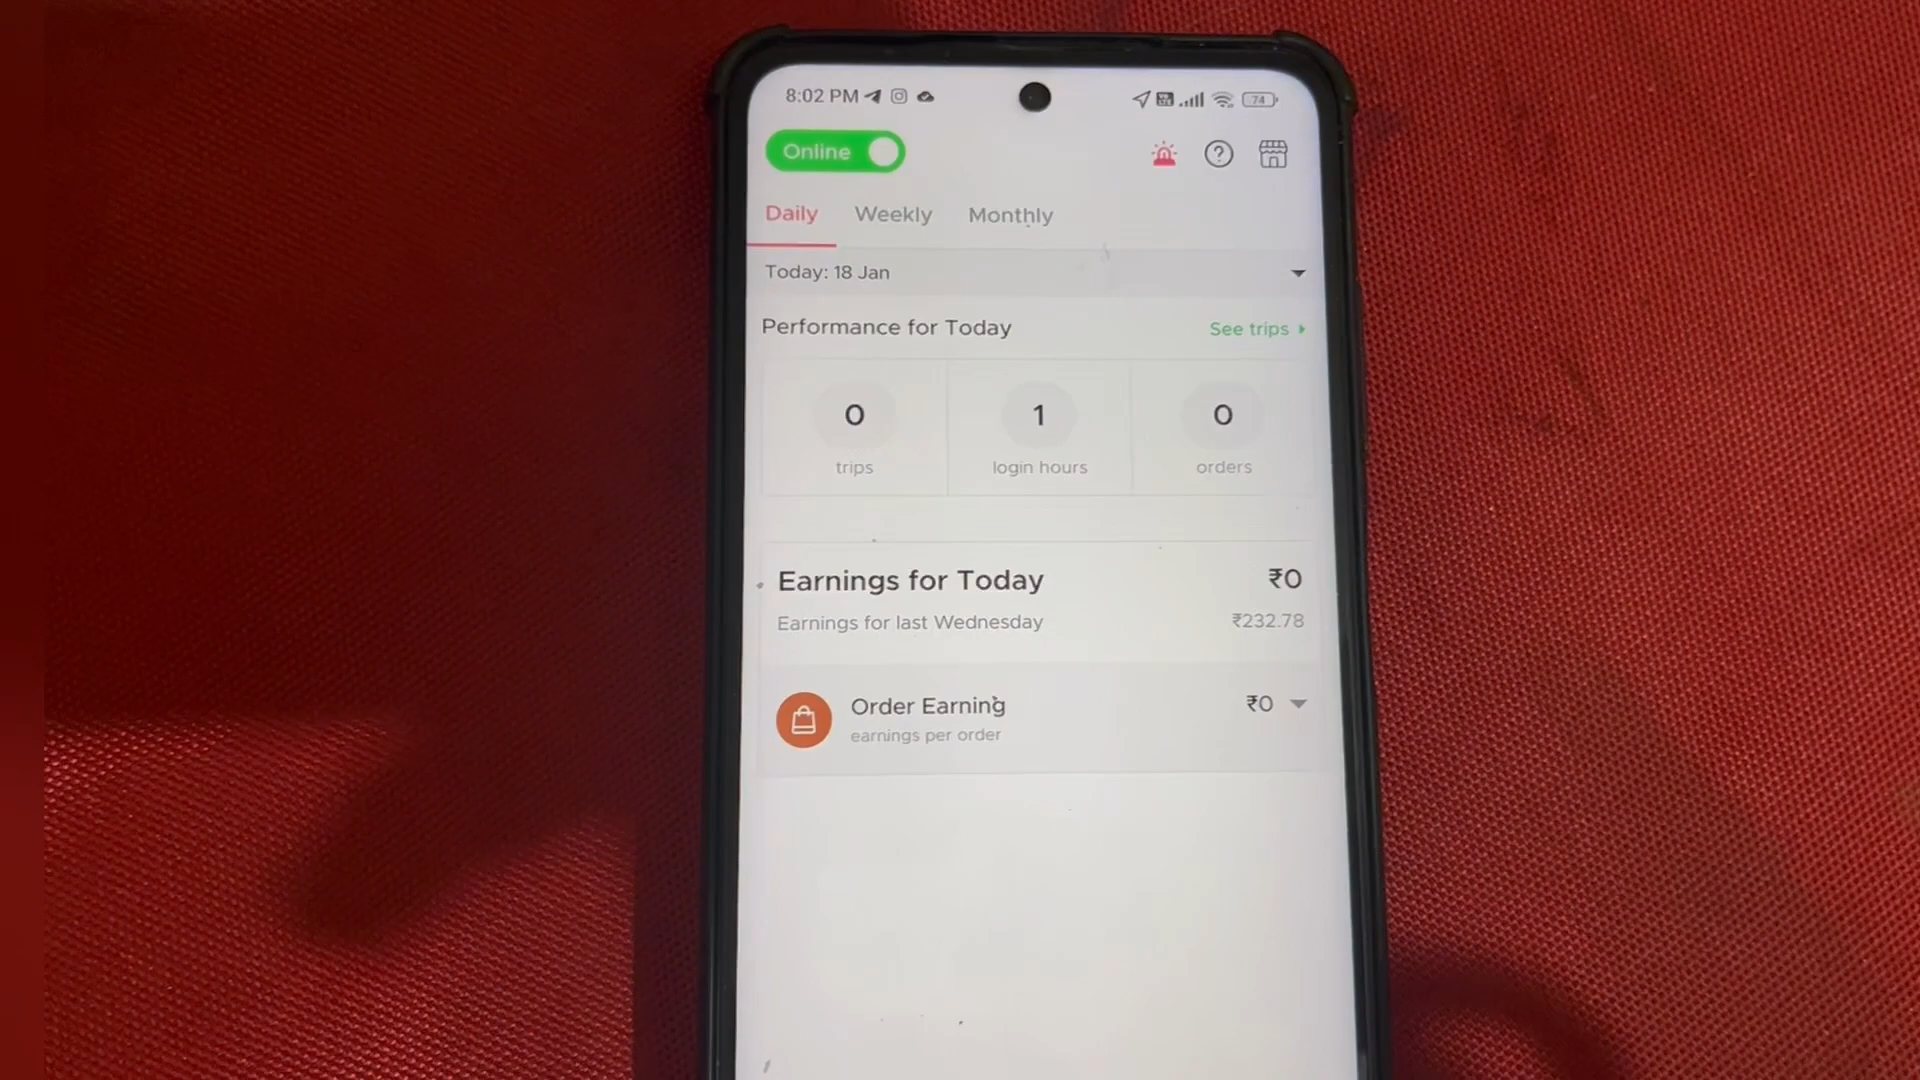 8:02 PM
74
Online
Daily Weekly Monthly
Today: 18 Jan
Performance for Today See trips
0 1 0
trips login hours orders
Earnings for Today ₹0
Earnings for last Wednesday ₹232.78
Order Earning ₹0
earnings per order